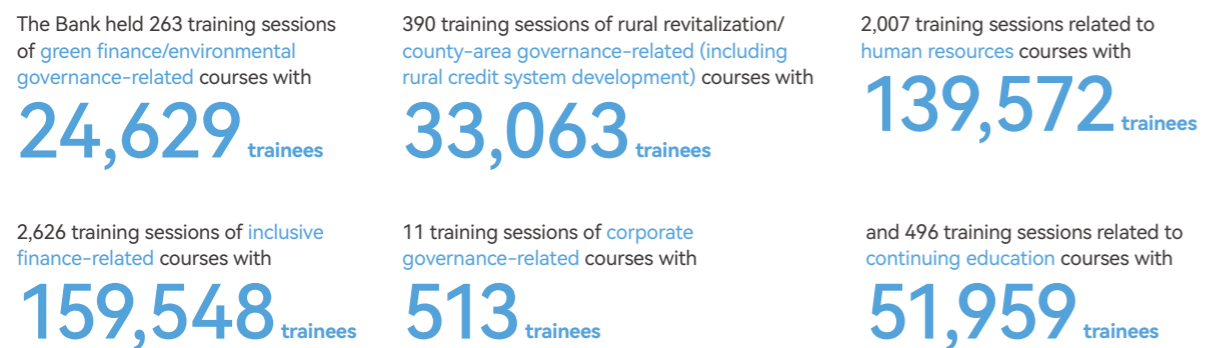 The Bank held 263 training sessions
of green finance/environmental
governance-related courses with
24,629 trainees
390 training sessions of rural revitalization/
county-area governance-related (including
rural credit system development) courses with
33,063 trainees
2,007 training sessions related to
human resources courses with
139,572 trainees
2,626 training sessions of inclusive
finance-related courses with
159,548 trainees
11 training sessions of corporate
governance-related courses with
513 trainees
and 496 training sessions related to
continuing education courses with
51,959 trainees